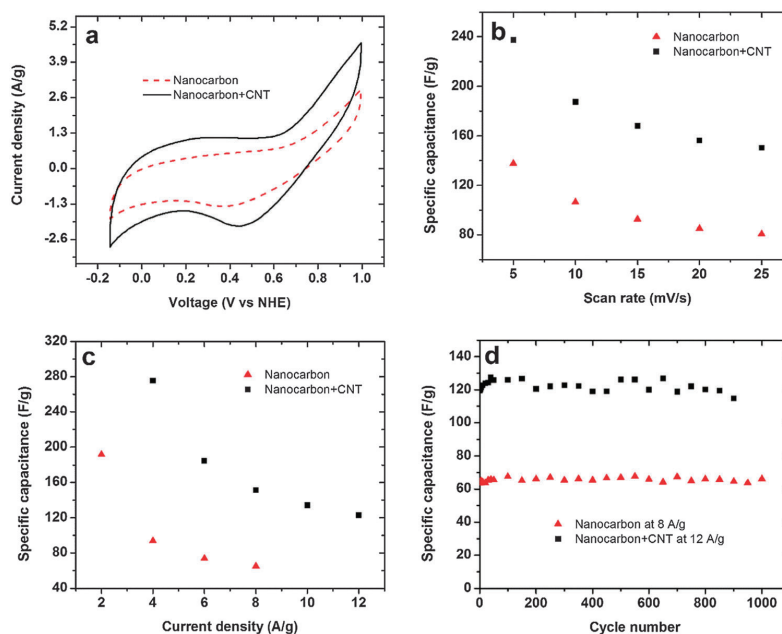 a
5.2
3.9
2.6
1.3
0.0
-1.3
-2.6
Current density (A/g)
Nanocarbon
Nanocarbon+CNT
-0.2 0.0 0.2 0.4 0.6 0.8 1.0
Voltage (V vs NHE)
b
240
200
160
120
80
Specific capacitance (F/g)
Nanocarbon
Nanocarbon+CNT
5 10 15 20 25
Scan rate (mV/s)
c
320
280
240
200
160
120
80
40
Specific capacitance (F/g)
Nanocarbon
Nanocarbon+CNT
2 4 6 8 10 12
Current density (A/g)
d
140
120
100
80
60
40
20
0
Specific capacitance (F/g)
Nanocarbon at 8 A/g
Nanocarbon+CNT at 12 A/g
0 200 400 600 800 1000
Cycle number